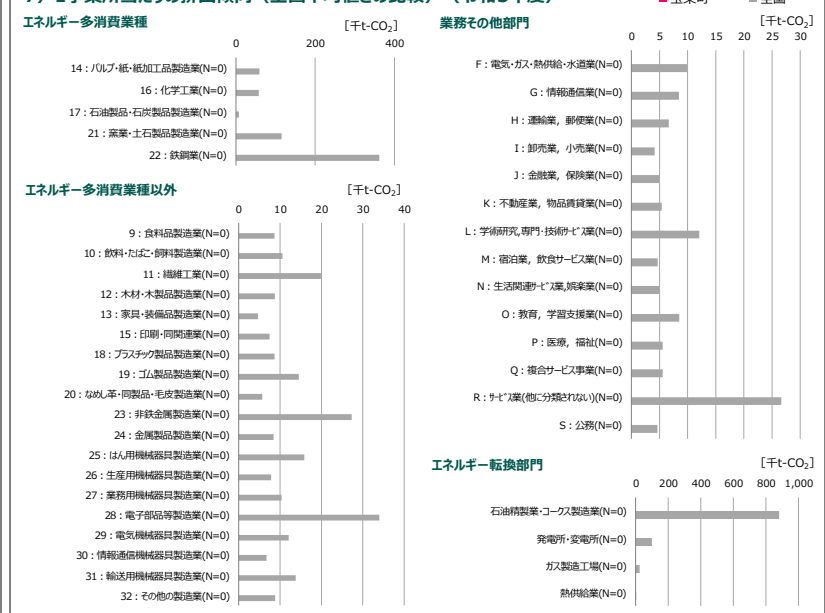 エネルギー多消費業種
[千t-CO₂]
0 200 400
14：パルプ・紙・紙加工品製造業(N=0)
16：化学工業(N=0)
17：石油製品・石炭製品製造業(N=0)
21：窯業・土石製品製造業(N=0)
22：鉄鋼業(N=0)
エネルギー多消費業種以外
[千t-CO₂]
0 10 20 30 40
9：食料品製造業(N=0)
10：飲料・たばこ・飼料製造業(N=0)
11：繊維工業(N=0)
12：木材・木製品製造業(N=0)
13：家具・装備品製造業(N=0)
15：印刷・同関連業(N=0)
18：プラスチック製品製造業(N=0)
19：ゴム製品製造業(N=0)
20：なめし革・同製品・毛皮製造業(N=0)
23：非鉄金属製造業(N=0)
24：金属製品製造業(N=0)
25：はん用機械器具製造業(N=0)
26：生産用機械器具製造業(N=0)
27：業務用機械器具製造業(N=0)
28：電子部品等製造業(N=0)
29：電気機械器具製造業(N=0)
30：情報通信機械器具製造業(N=0)
31：輸送用機械器具製造業(N=0)
32：その他の製造業(N=0)
業務その他部門
[千t-CO₂]
0 5 10 15 20 25 30
F：電気・ガス・熱供給・水道業(N=0)
G：情報通信業(N=0)
H：運輸業，郵便業(N=0)
I：卸売業，小売業(N=0)
J：金融業，保険業(N=0)
K：不動産業，物品賃貸業(N=0)
L：学術研究,専門・技術ｻｰﾋﾞｽ業(N=0)
M：宿泊業，飲食サービス業(N=0)
N：生活関連ｻｰﾋﾞｽ業,娯楽業(N=0)
O：教育，学習支援業(N=0)
P：医療，福祉(N=0)
Q：複合サービス事業(N=0)
R：ｻｰﾋﾞｽ業(他に分類されない)(N=0)
S：公務(N=0)
エネルギー転換部門
[千t-CO₂]
0 200 400 600 800 1,000
石油精製業・コークス製造業(N=0)
発電所・変電所(N=0)
ガス製造工場(N=0)
熱供給業(N=0)